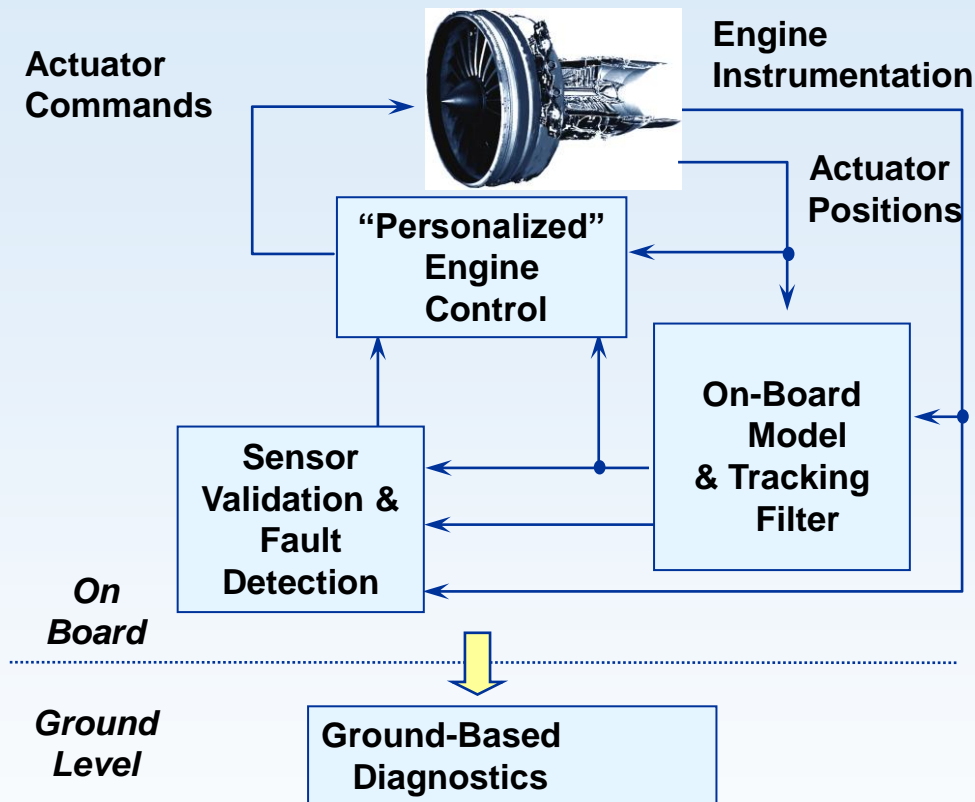 Actuator
Commands
Engine
Instrumentation
Actuator
Positions
“Personalized”
Engine
Control
On-Board
Model
& Tracking
Filter
Sensor
Validation &
Fault
Detection
On
Board
Ground
Level
Ground-Based
Diagnostics